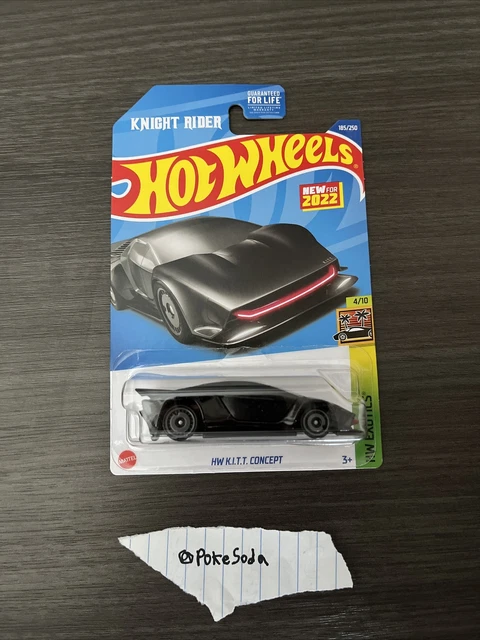 GUARANTEED
FOR LIFE
KNIGHT RIDER
185/250
HOT WHEELS
NEW FOR
2022
4/10
HW EXOTICS
MATTEL
HW K.I.T.T. CONCEPT
3+
@PokeSoda